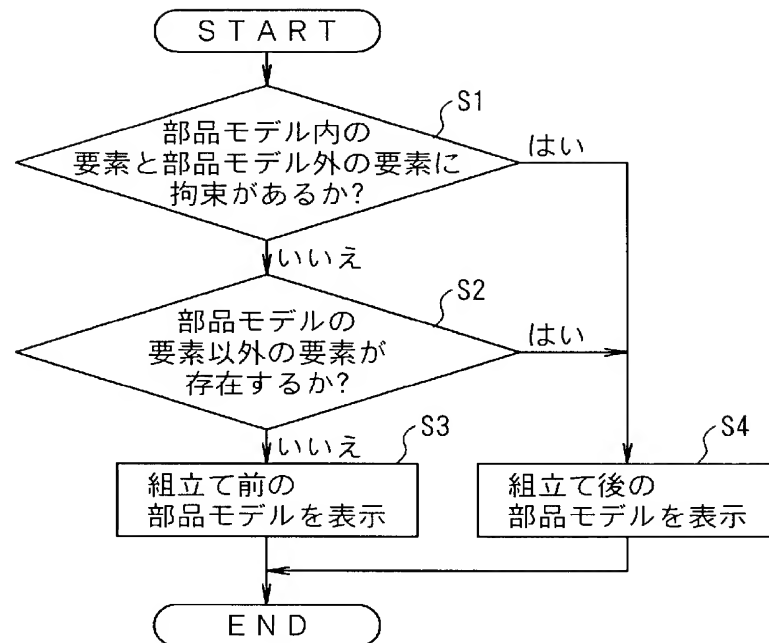 START
S1
部品モデル内の
要素と部品モデル外の要素に
拘束があるか?
はい
いいえ
S2
部品モデルの
要素以外の要素が
存在するか?
はい
いいえ
S3
組立て前の
部品モデルを表示
S4
組立て後の
部品モデルを表示
END